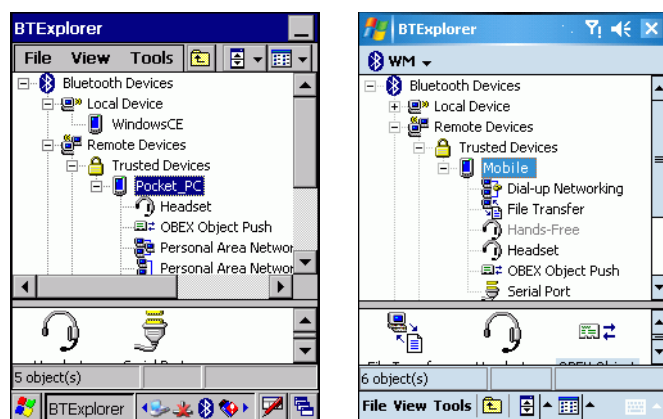 BTExplorer
File View Tools
Bluetooth Devices
Local Device
WindowsCE
Remote Devices
Trusted Devices
Pocket_PC
Headset
OBEX Object Push
Personal Area Networ
Personal Area Networ
5 object(s)
BTExplorer
BTExplorer
WM
Bluetooth Devices
Local Device
Remote Devices
Trusted Devices
Mobile
Dial-up Networking
File Transfer
Hands-Free
Headset
OBEX Object Push
Serial Port
6 object(s)
File View Tools